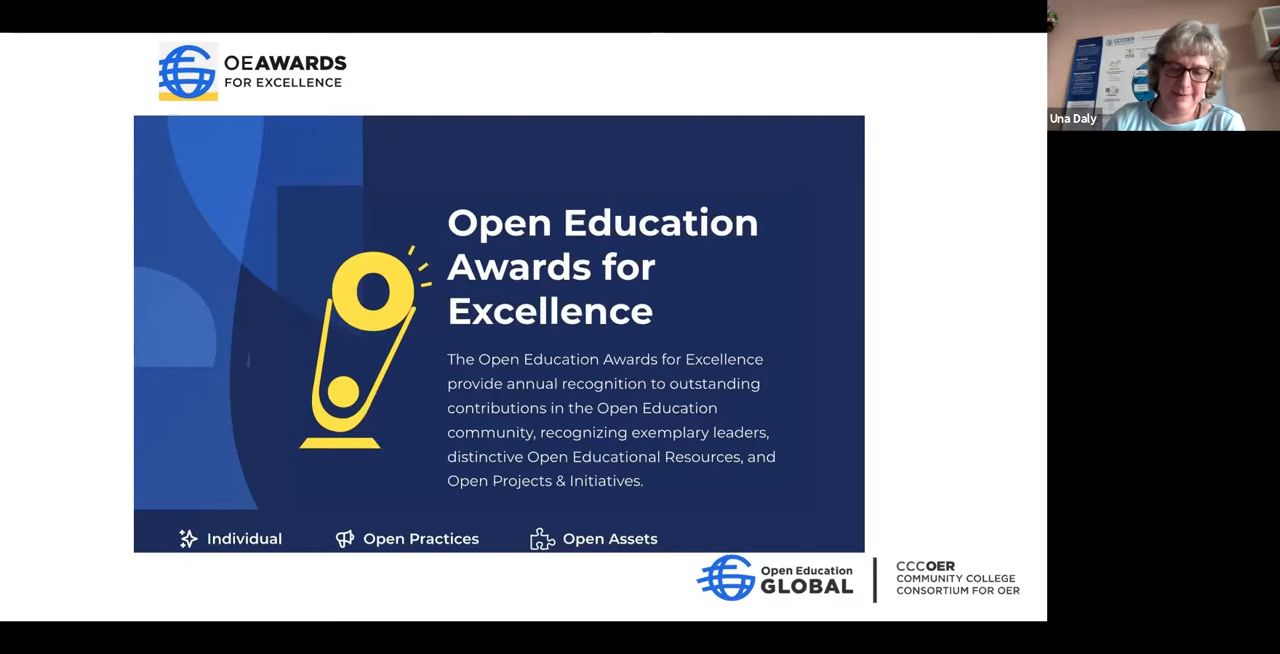 OEAWARDS
FOR EXCELLENCE
Open Education
Awards for
Excellence
The Open Education Awards for Excellence
provide annual recognition to outstanding
contributions in the Open Education
community, recognizing exemplary leaders,
distinctive Open Educational Resources, and
Open Projects & Initiatives.
Individual
Open Practices
Open Assets
Open Education
GLOBAL
CCCOER
COMMUNITY COLLEGE
CONSORTIUM FOR OER
CCCOER
Una Daly